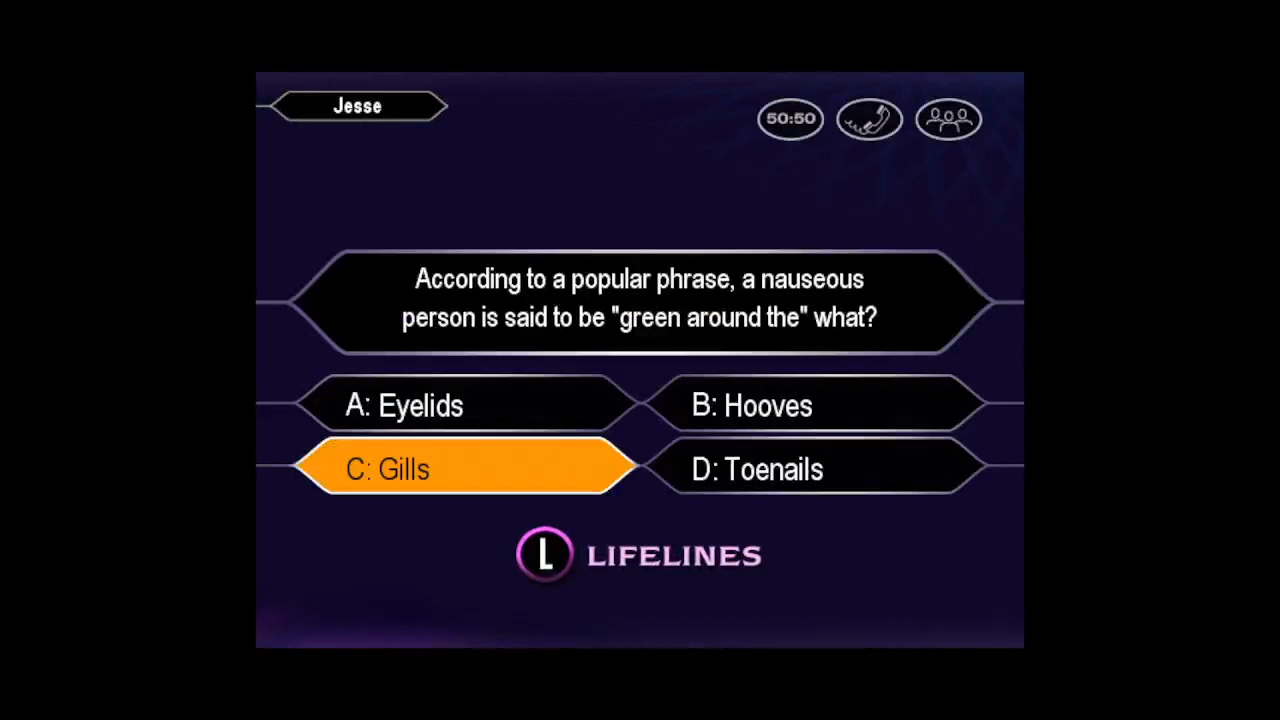 Jesse
50:50
According to a popular phrase, a nauseous
person is said to be "green around the" what?
A: Eyelids
B: Hooves
C: Gills
D: Toenails
L LIFELINES